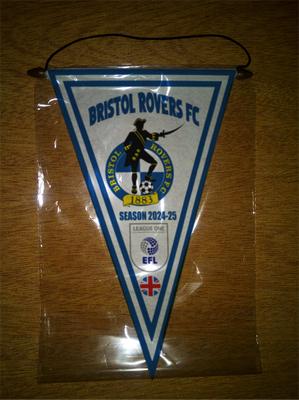 BRISTOL ROVERS FC
BRISTOL ROVERS F.C.
1883
SEASON 2024-25
LEAGUE ONE
EFL